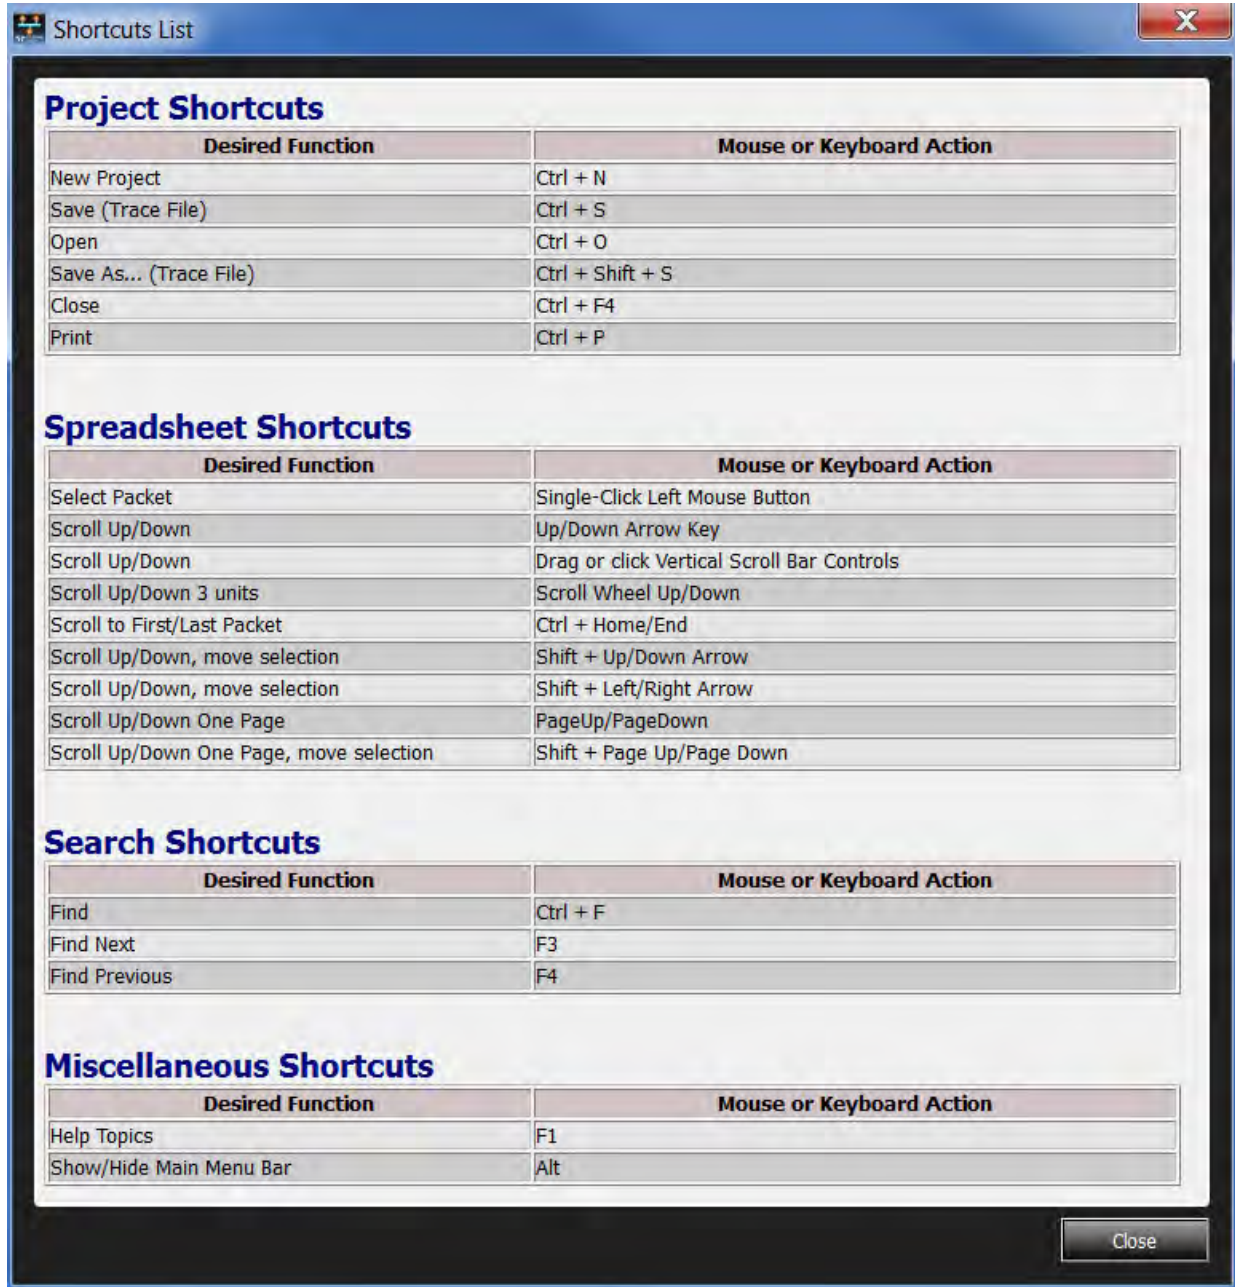 Shortcuts List
Project Shortcuts
Desired Function Mouse or Keyboard Action
New Project Ctrl + N
Save (Trace File) Ctrl + S
Open Ctrl + O
Save As... (Trace File) Ctrl + Shift + S
Close Ctrl + F4
Print Ctrl + P
Spreadsheet Shortcuts
Desired Function Mouse or Keyboard Action
Select Packet Single-Click Left Mouse Button
Scroll Up/Down Up/Down Arrow Key
Scroll Up/Down Drag or click Vertical Scroll Bar Controls
Scroll Up/Down 3 units Scroll Wheel Up/Down
Scroll to First/Last Packet Ctrl + Home/End
Scroll Up/Down, move selection Shift + Up/Down Arrow
Scroll Up/Down, move selection Shift + Left/Right Arrow
Scroll Up/Down One Page PageUp/PageDown
Scroll Up/Down One Page, move selection Shift + Page Up/Page Down
Search Shortcuts
Desired Function Mouse or Keyboard Action
Find Ctrl + F
Find Next F3
Find Previous F4
Miscellaneous Shortcuts
Desired Function Mouse or Keyboard Action
Help Topics F1
Show/Hide Main Menu Bar Alt
Close